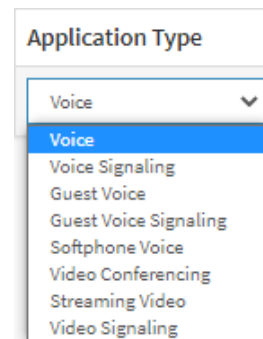 Application Type
Voice
Voice
Voice Signaling
Guest Voice
Guest Voice Signaling
Softphone Voice
Video Conferencing
Streaming Video
Video Signaling